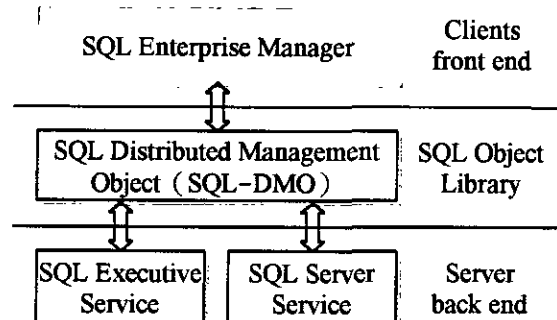 SQL Enterprise Manager
Clients
front end
SQL Distributed Management
Object (SQL-DMO)
SQL Object
Library
SQL Executive
Service
SQL Server
Service
Server
back end